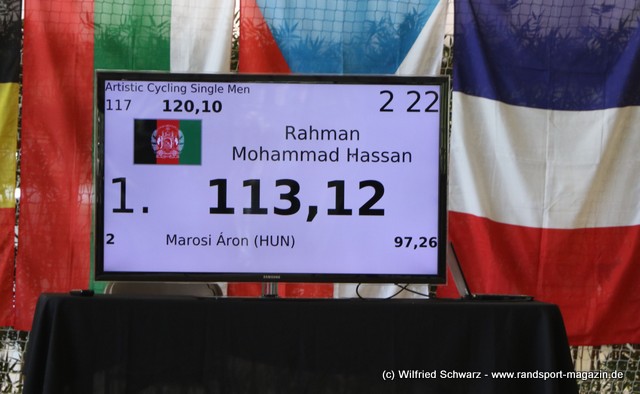 Artistic Cycling Single Men
117 120,10 2 22
Rahman
Mohammad Hassan
1. 113,12
2 Marosi Áron (HUN) 97,26
SAMSUNG
(c) Wilfried Schwarz - www.randsport-magazin.de